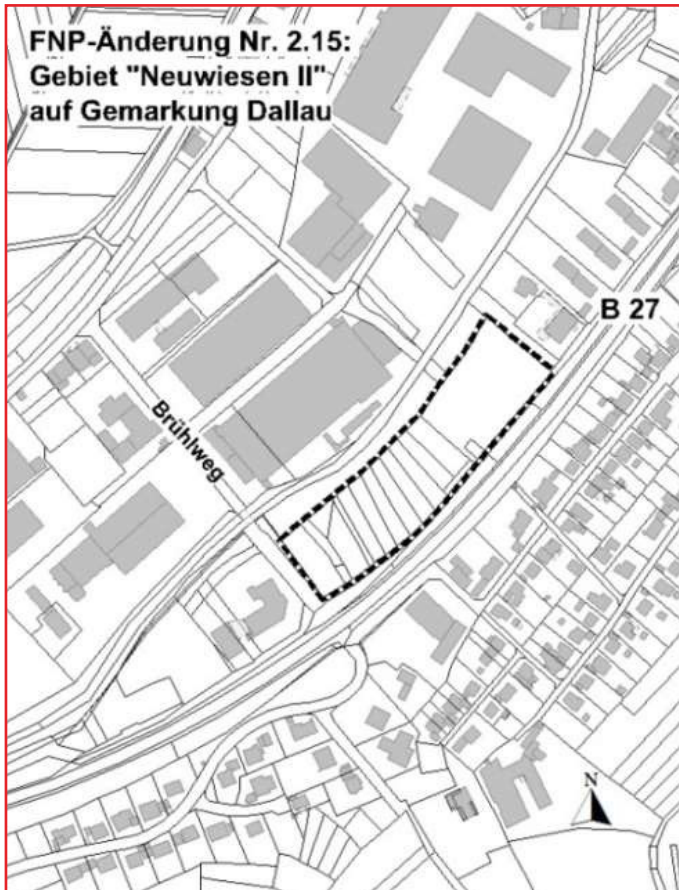 FNP-Änderung Nr. 2.15:
Gebiet "Neuwiesen II"
auf Gemarkung Dallau
B 27
Brühlweg
N